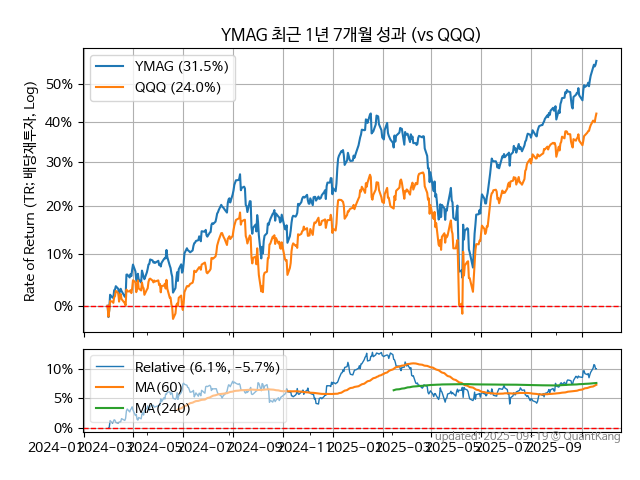 YMAG 최근 1년 7개월 성과 (vs QQQ)
YMAG (31.5%)
QQQ (24.0%)
Rate of Return (TR: 배당재투자, Log)
50%
40%
30%
20%
10%
0%
Relative (6.1%, -5.7%)
MA(60)
MA(240)
10%
5%
0%
updated: 2025-09-19 © QuantKang
2024-01 2024-03 2024-05 2024-07 2024-09 2024-11 2025-01 2025-03 2025-05 2025-07 2025-09